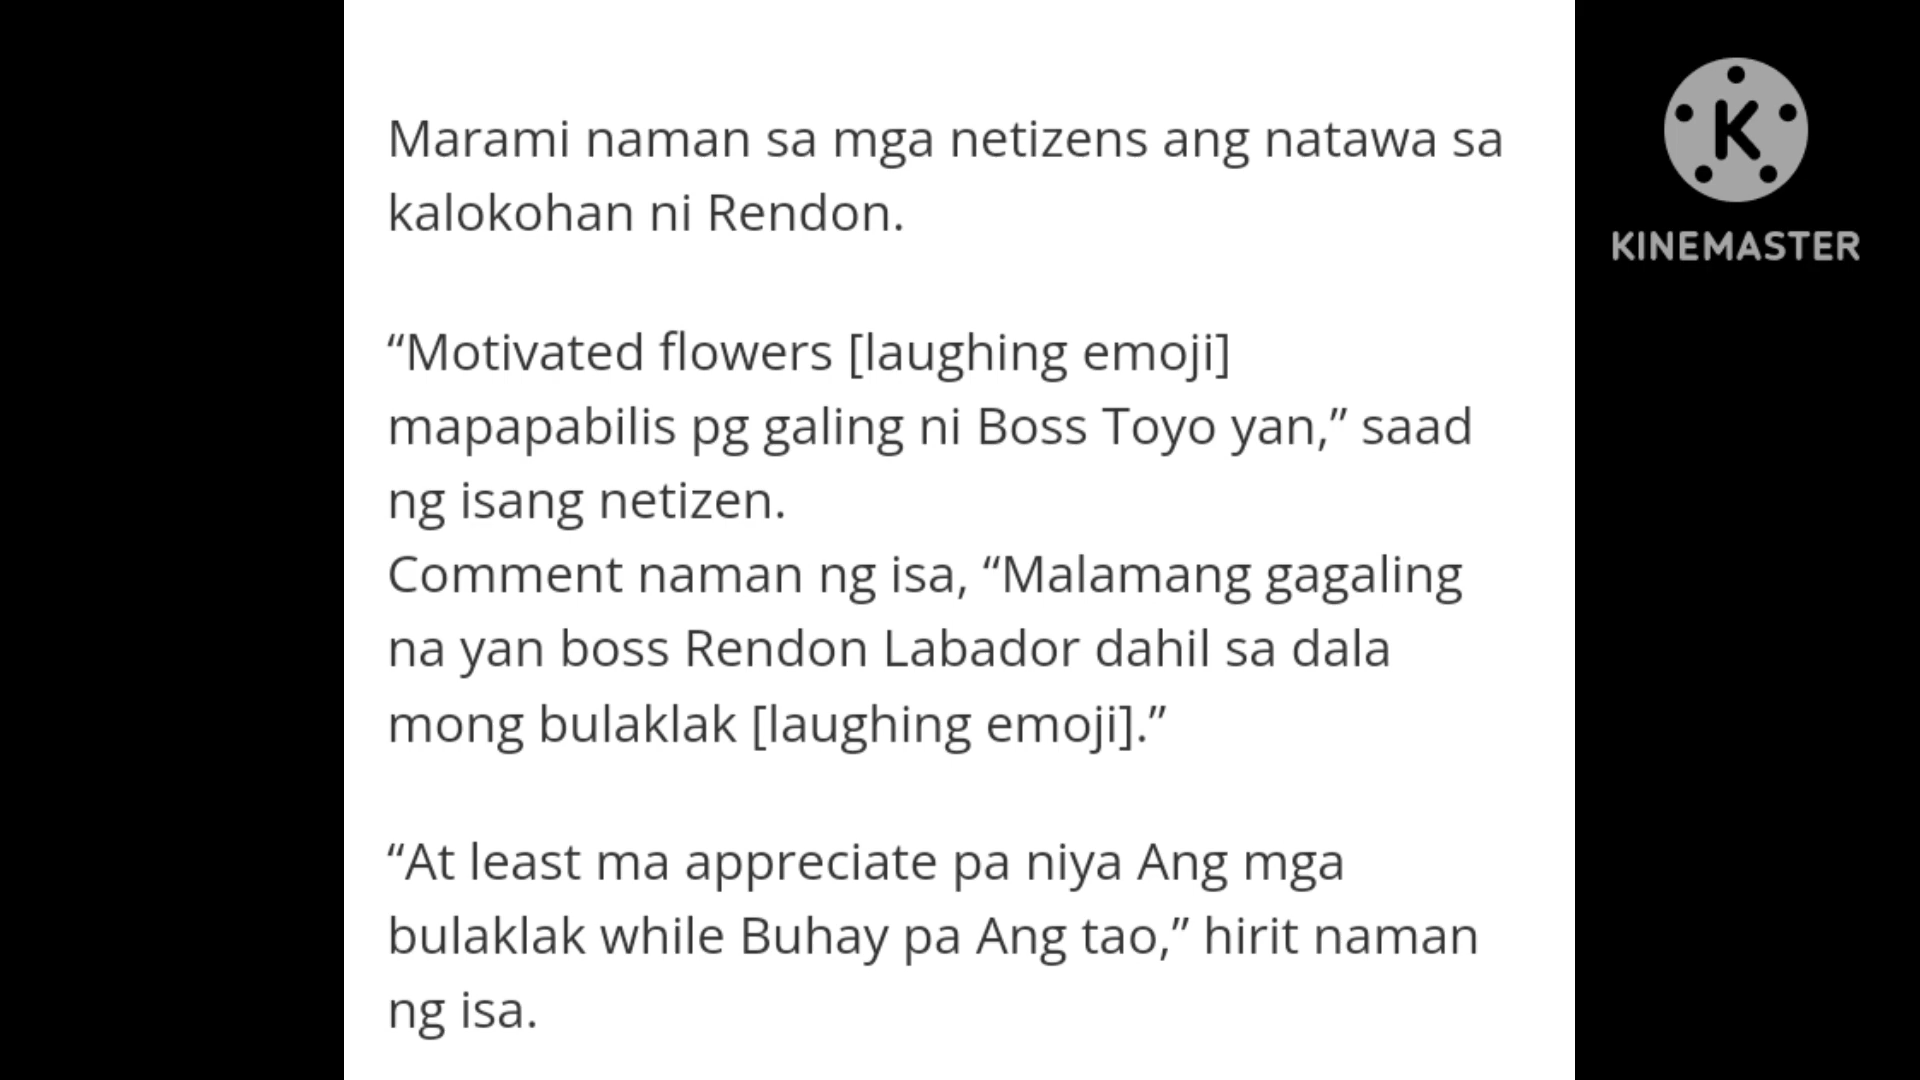 Marami naman sa mga netizens ang natawa sa
kalokohan ni Rendon.
“Motivated flowers [laughing emoji]
mapapabilis pg galing ni Boss Toyo yan,” saad
ng isang netizen.
Comment naman ng isa, “Malamang gagaling
na yan boss Rendon Labador dahil sa dala
mong bulaklak [laughing emoji].”
“At least ma appreciate pa niya Ang mga
bulaklak while Buhay pa Ang tao,” hirit naman
ng isa.
K
KINEMASTER